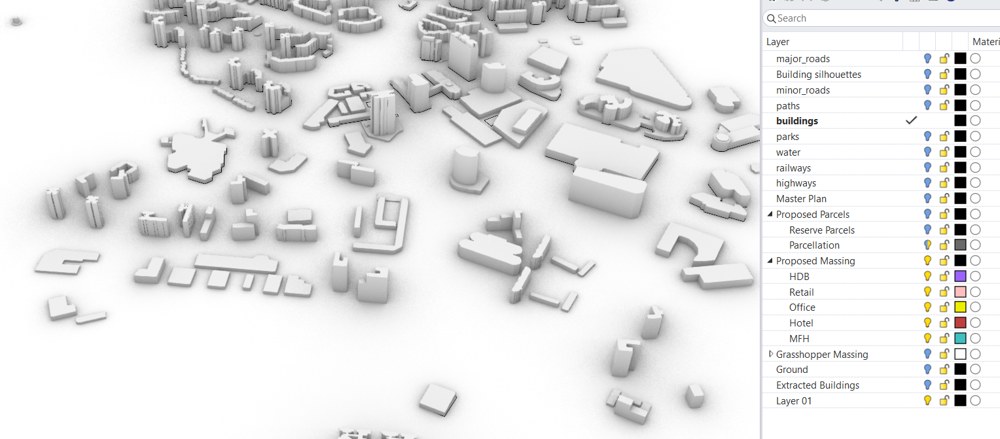 Search
Layer
Materi
major_roads
Building silhouettes
minor_roads
paths
buildings
parks
water
railways
highways
Master Plan
Proposed Parcels
Reserve Parcels
Parcellation
Proposed Massing
HDB
Retail
Office
Hotel
MFH
Grasshopper Massing
Ground
Extracted Buildings
Layer 01